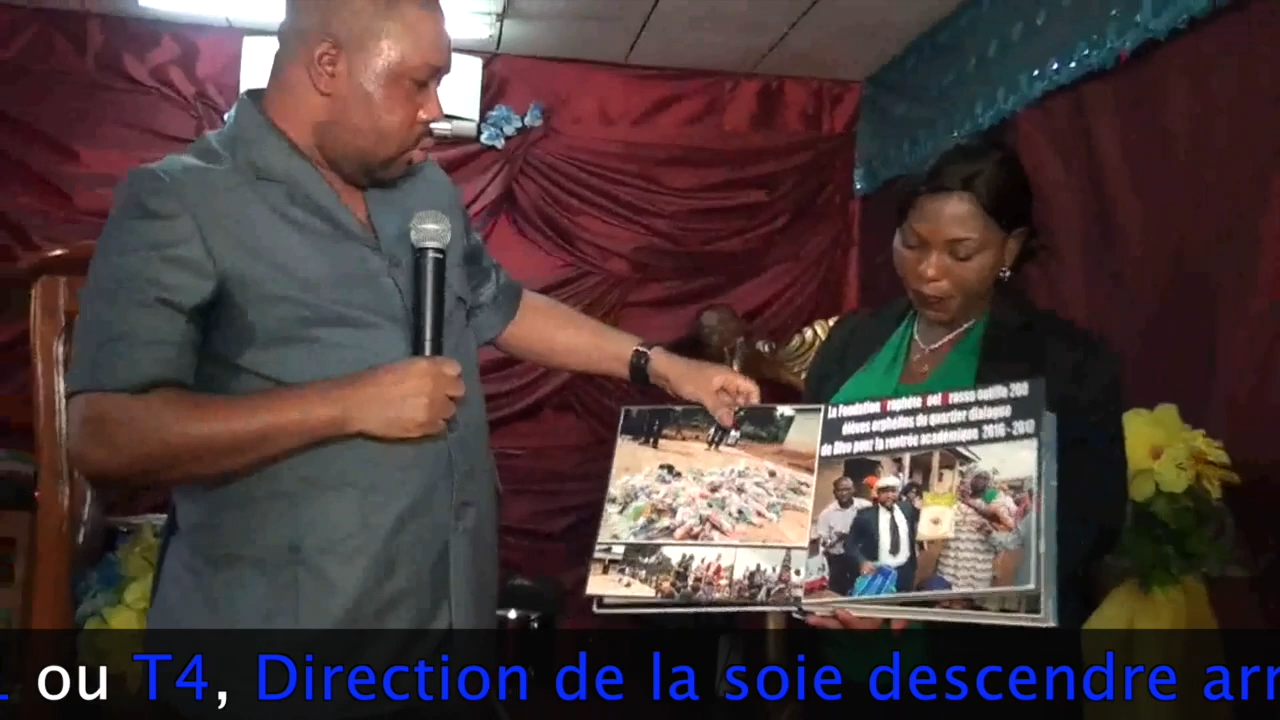 La Fondation Prophète Joel Krasso outille 200
élèves orphelins du quartier dialogue
de Divo pour la rentrée académique 2016 - 2017
ou T4, Direction de la soie descendre arr